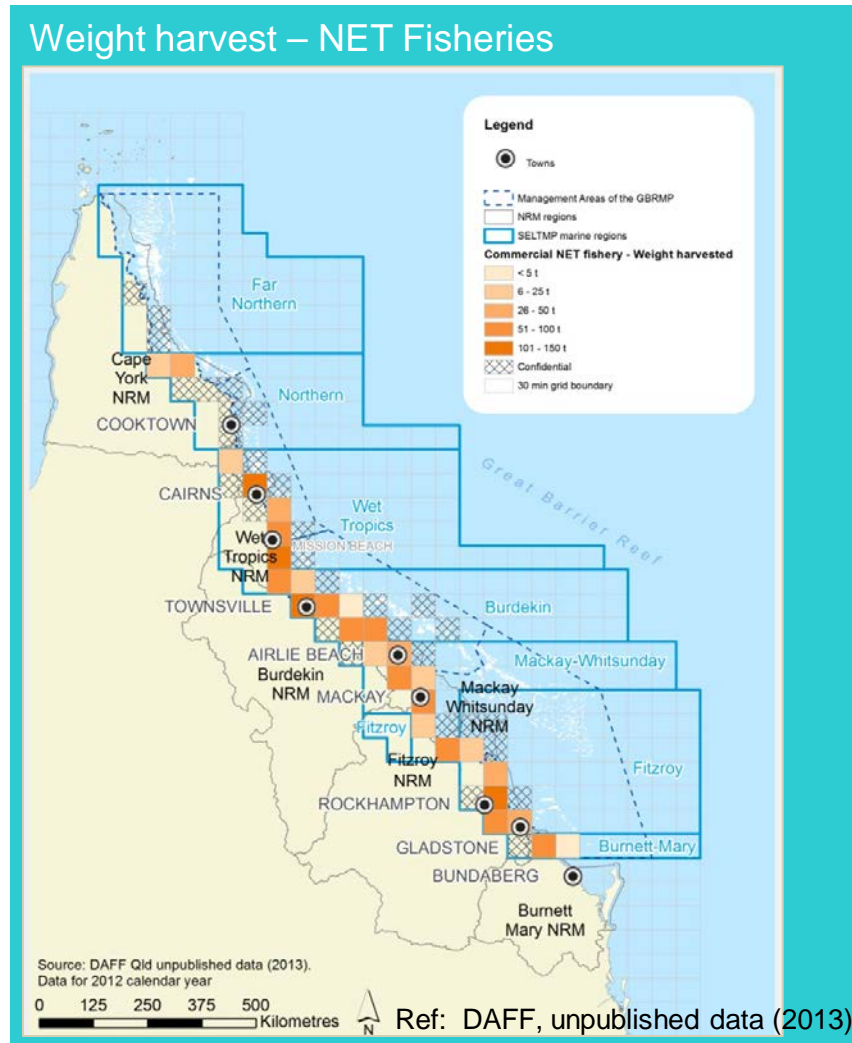 Weight harvest – NET Fisheries
Legend
Towns
Management Areas of the GBRMP
NRM regions
SELTMP marine regions
Commercial NET fishery - Weight harvested
< 5 t
6 - 25 t
26 - 50 t
51 - 100 t
101 - 150 t
Confidential
30 min grid boundary
Far
Northern
Cape
York
NRM
Northern
COOKTOWN
Great Barrier Reef
CAIRNS
Wet
Tropics
Wet
Tropics
NRM
MISSION BEACH
TOWNSVILLE
Burdekin
AIRLIE BEACH
Mackay-Whitsunday
Burdekin
NRM
MACKAY
Mackay
Whitsunday
NRM
Fitzroy
Fitzroy
NRM
Fitzroy
ROCKHAMPTON
GLADSTONE
Burnett-Mary
BUNDABERG
Burnett
Mary NRM
Source: DAFF Qld unpublished data (2013).
Data for 2012 calendar year
0 125 250 375 500
Kilometres
N
Ref: DAFF, unpublished data (2013)